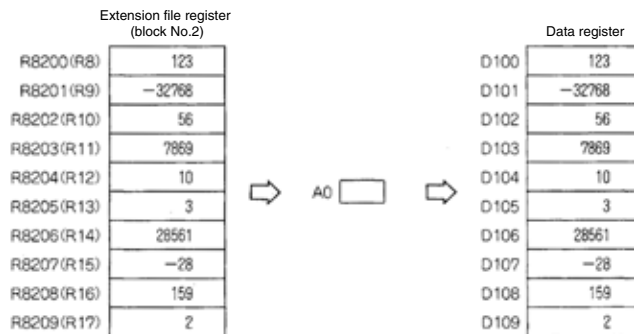 Extension file register
(block No.2)
Data register
R8200(R8) 123 D100 123
R8201(R9) −32768 D101 −32768
R8202(R10) 56 D102 56
R8203(R11) 7869 D103 7869
R8204(R12) 10 D104 10
A0
R8205(R13) 3 D105 3
R8206(R14) 28561 D106 28561
R8207(R15) −28 D107 −28
R8208(R16) 159 D108 159
R8209(R17) 2 D109 2